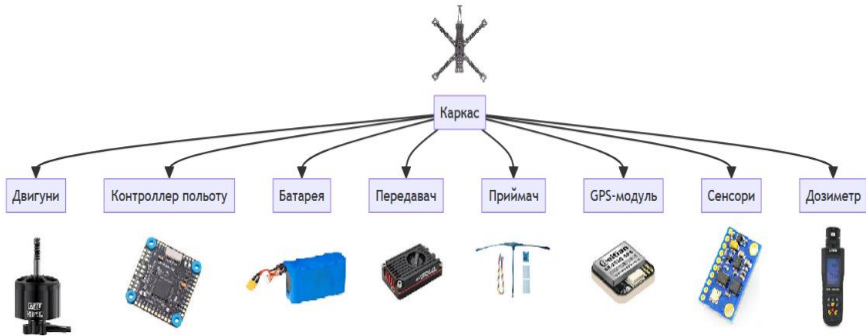 Каркас
Двигуни
Контроллер польоту
Батарея
Передавач
Приймач
GPS-модуль
Сенсори
Дозиметр